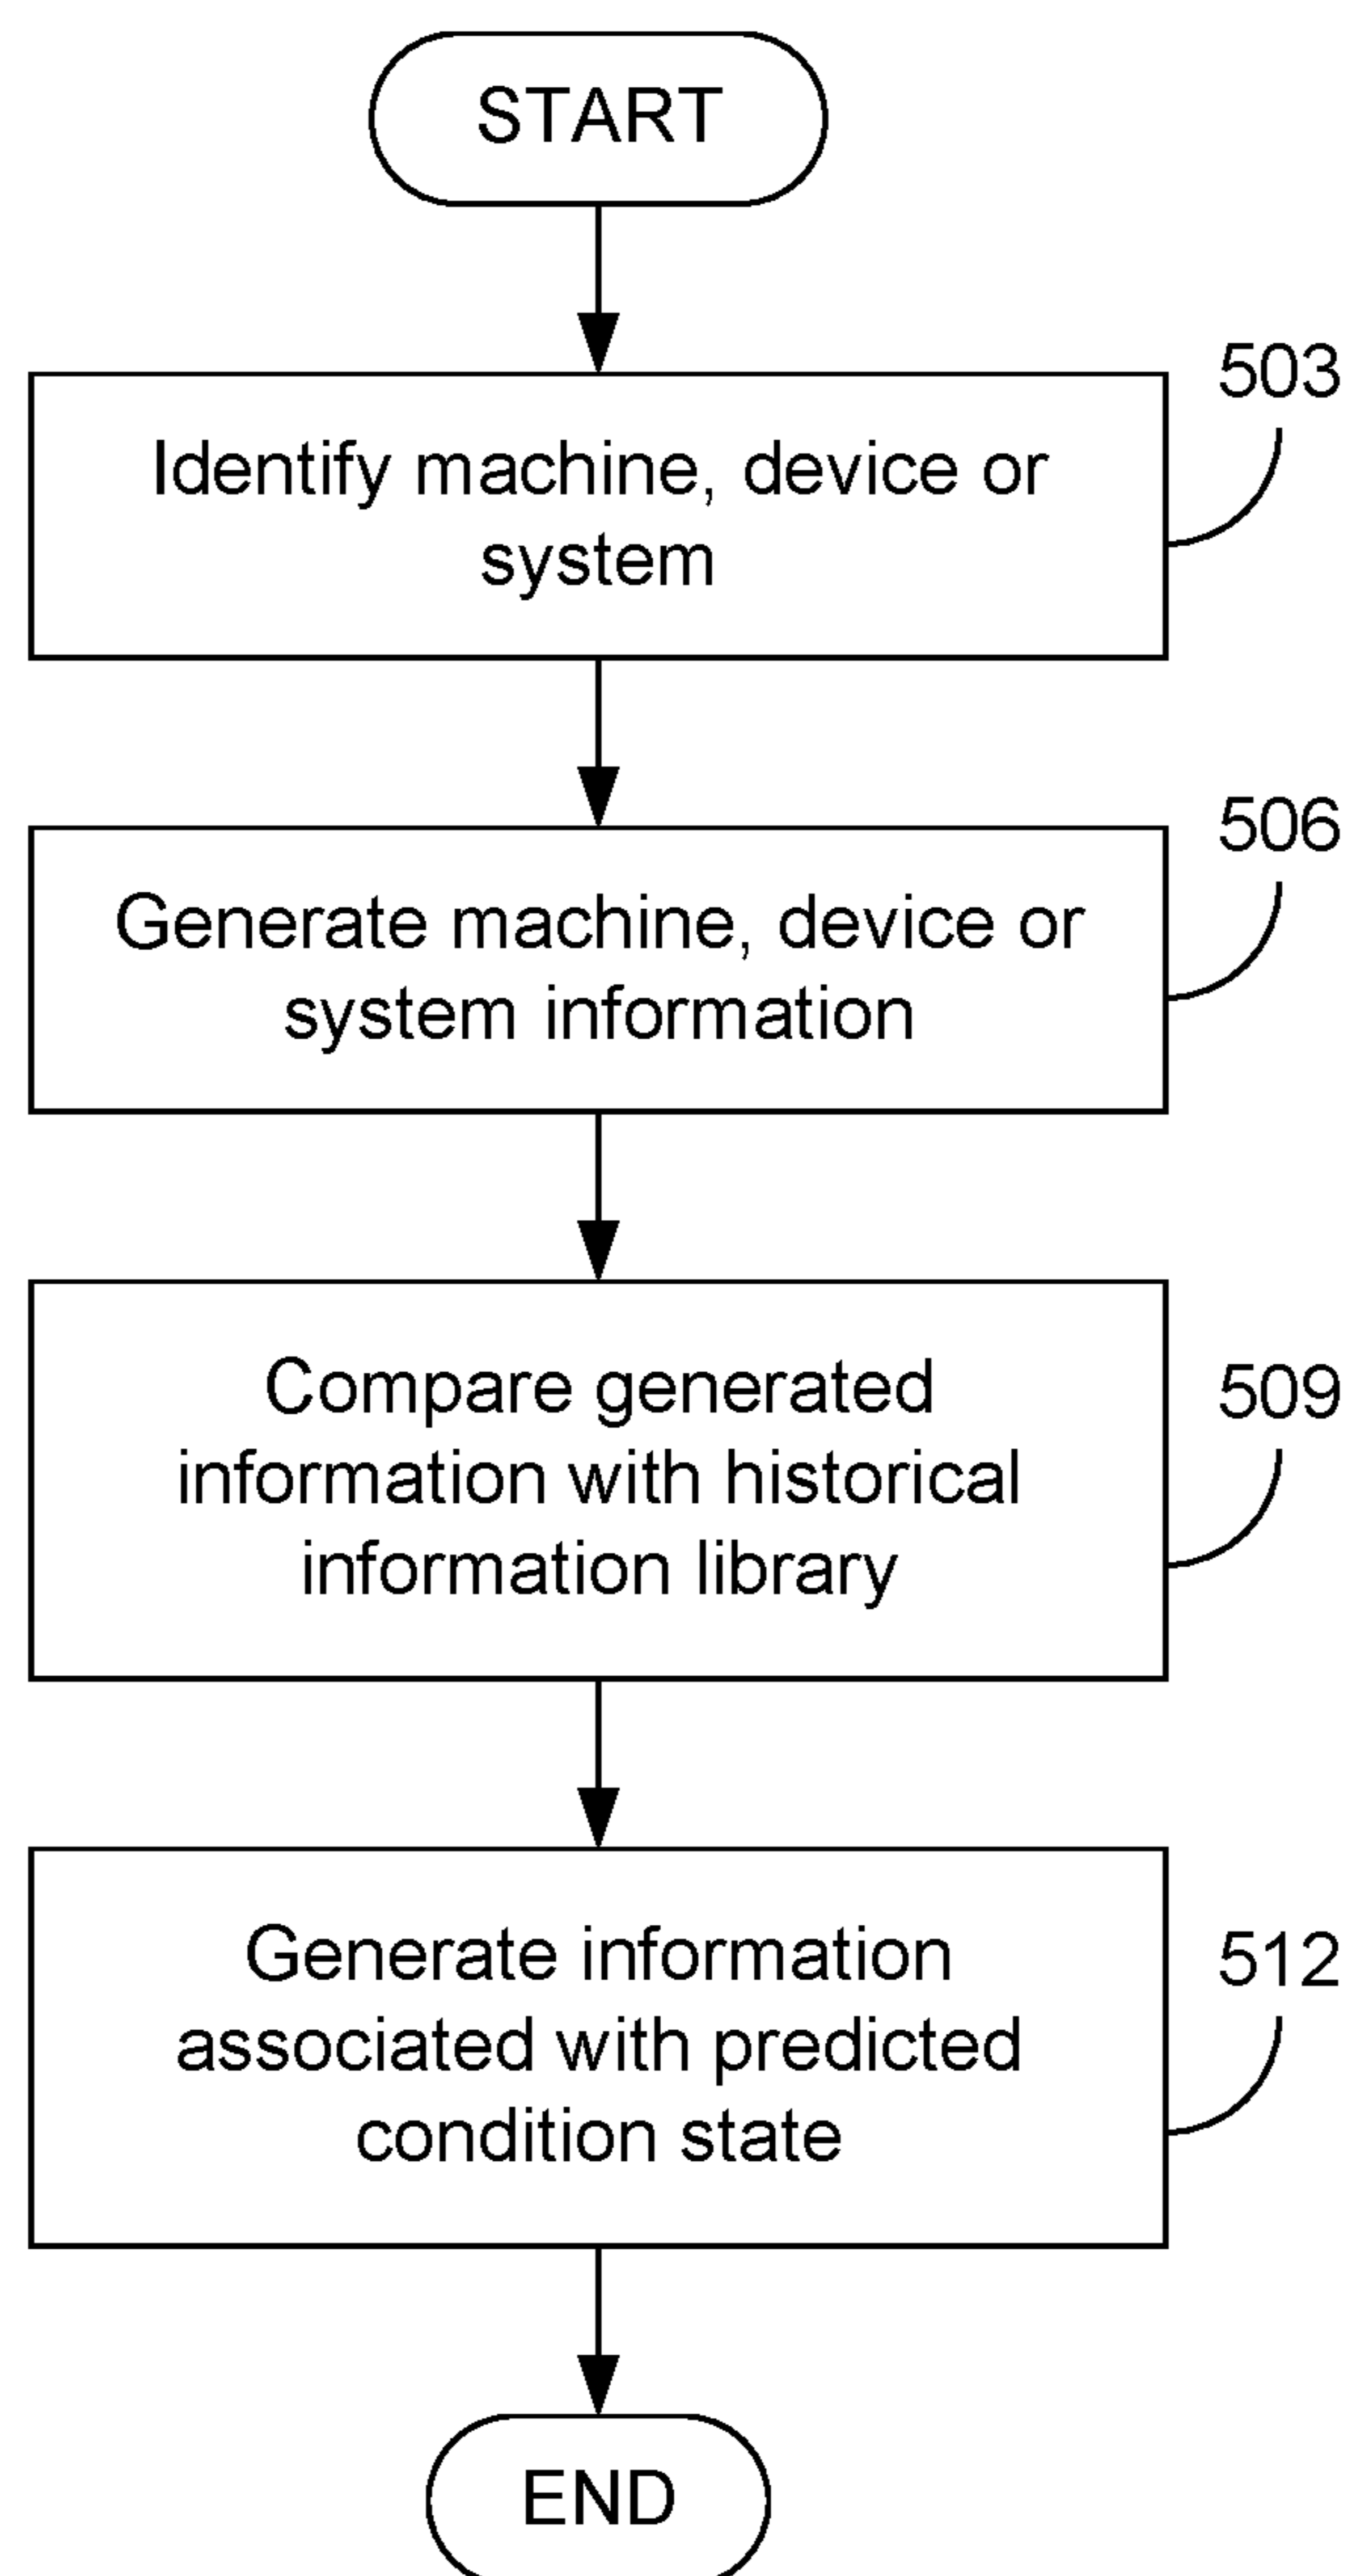 START
503
Identify machine, device or
system
506
Generate machine, device or
system information
509
Compare generated
information with historical
information library
512
Generate information
associated with predicted
condition state
END